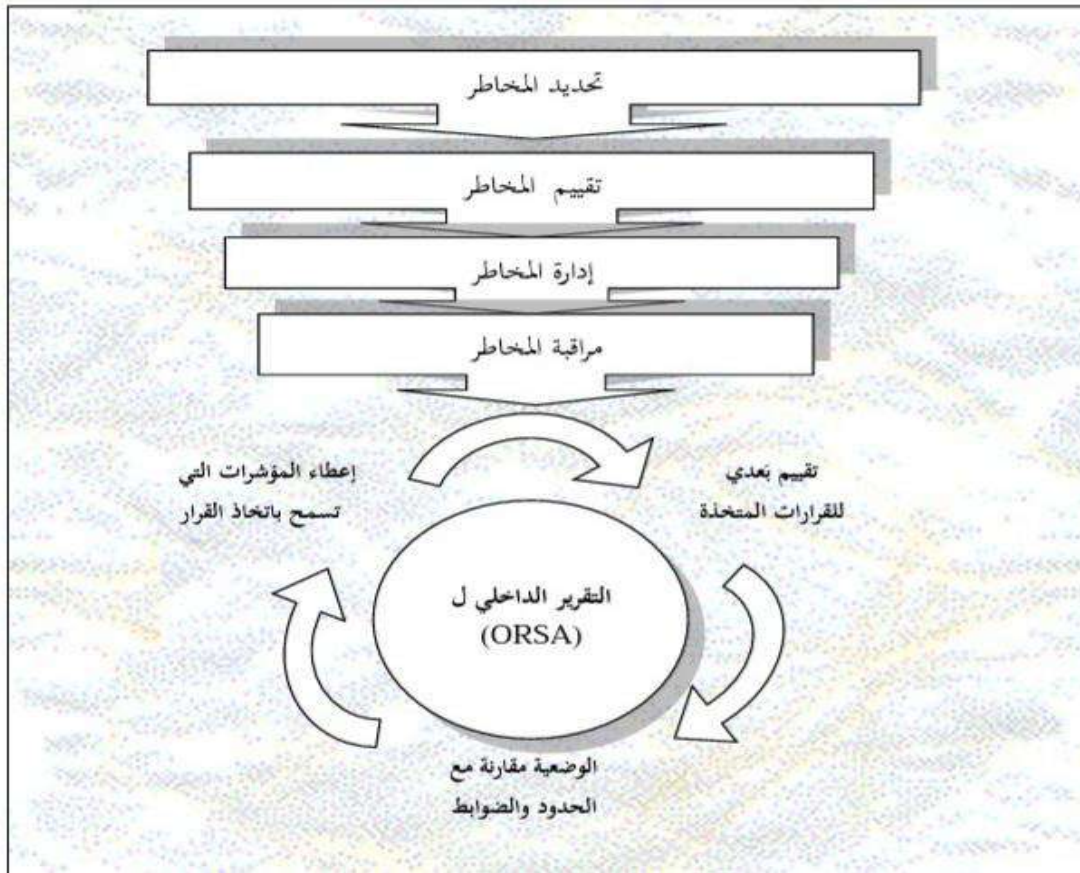 تحديد المخاطر
تقييم المخاطر
إدارة المخاطر
مراقبة المخاطر
تقييم بَعدي
للقرارات المتخذة
إعطاء المؤشرات التي
تسمح باتخاذ القرار
التقرير الداخلي ل
(ORSA)
الوضعية مقارنة مع
الحدود والضوابط